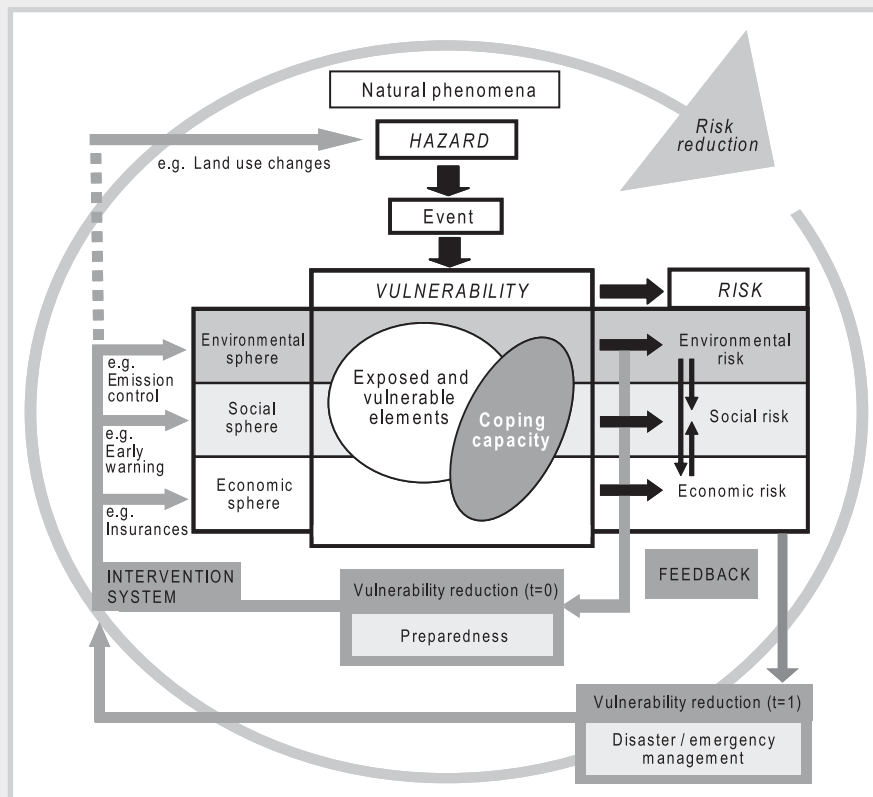 Natural phenomena
HAZARD
Risk
reduction
e.g. Land use changes
Event
VULNERABILITY
RISK
Environmental
sphere
Environmental
risk
e.g.
Emission
control
Exposed and
vulnerable
elements
Social
sphere
Coping
capacity
Social risk
e.g.
Early
warning
Economic
sphere
Economic risk
e.g.
Insurances
INTERVENTION
SYSTEM
Vulnerability reduction (t=0)
Preparedness
FEEDBACK
Vulnerability reduction (t=1)
Disaster / emergency
management